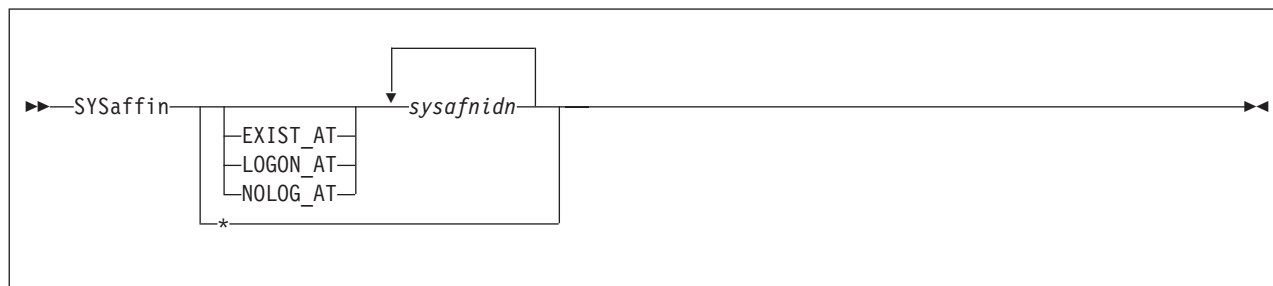 SYSaffin sysafnidn
EXIST_AT
LOGON_AT
NOLOG_AT
*